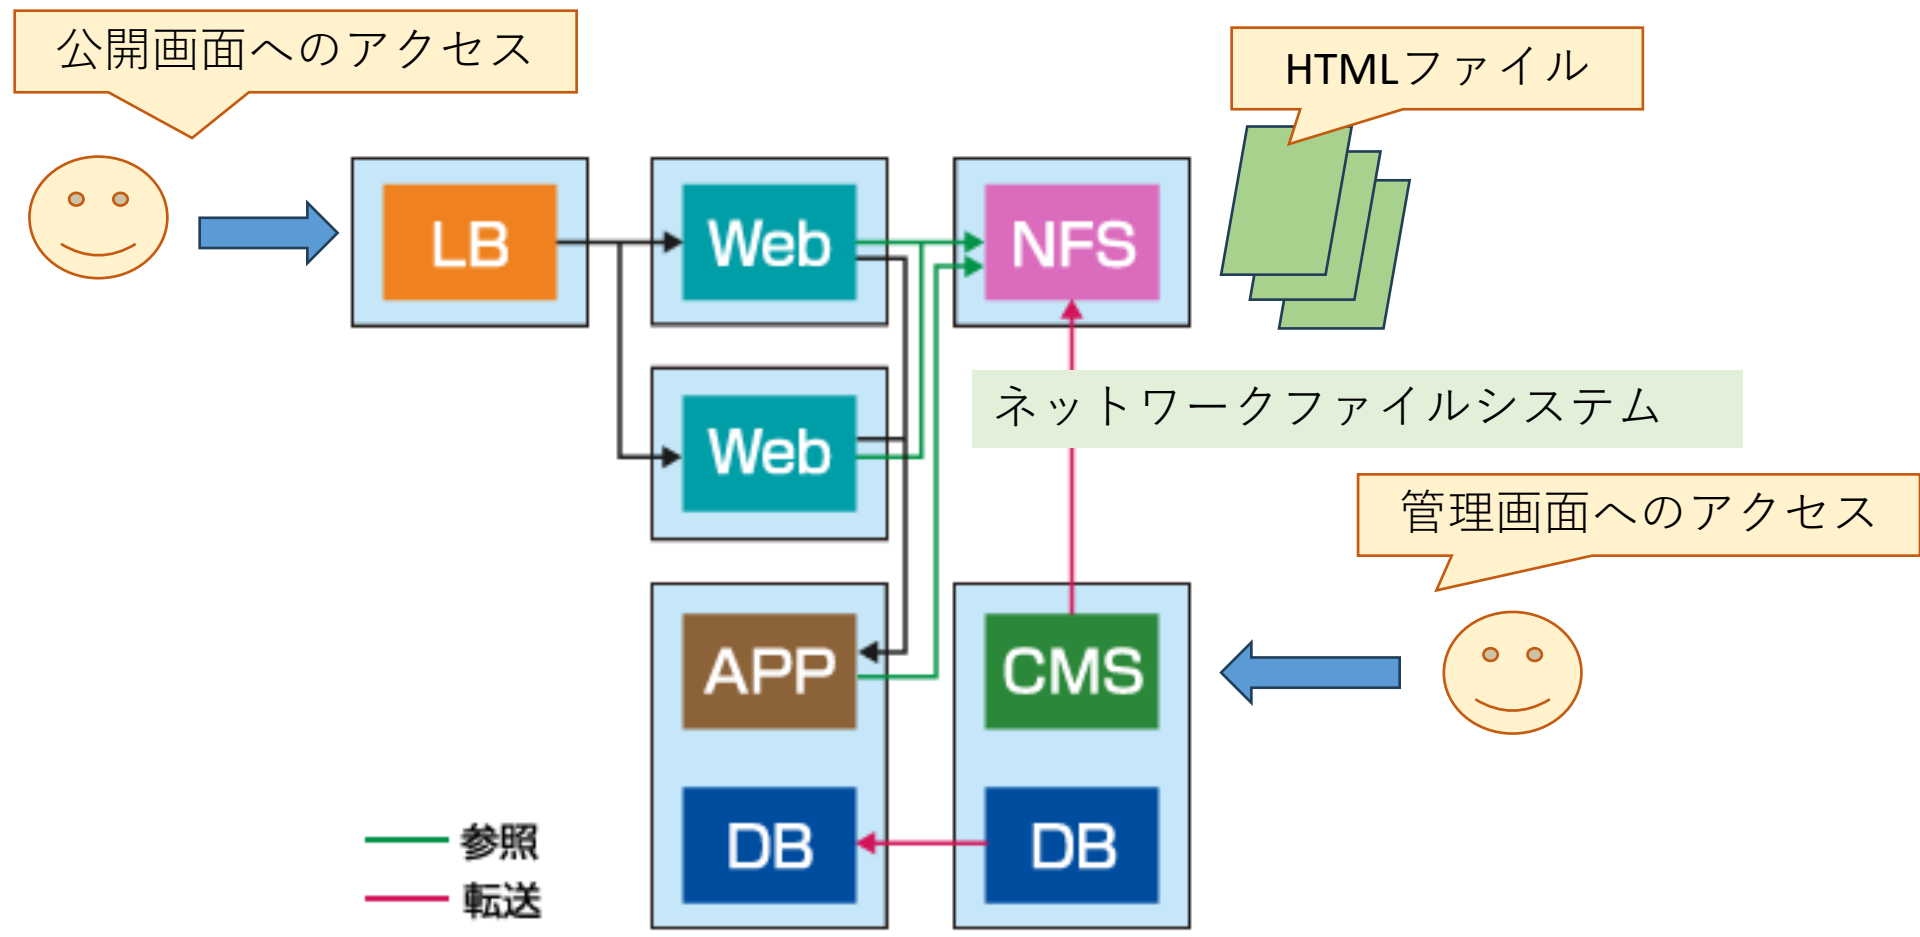 公開画面へのアクセス
HTMLファイル
LB
Web
NFS
Web
ネットワークファイルシステム
管理画面へのアクセス
APP
CMS
DB
DB
参照
転送